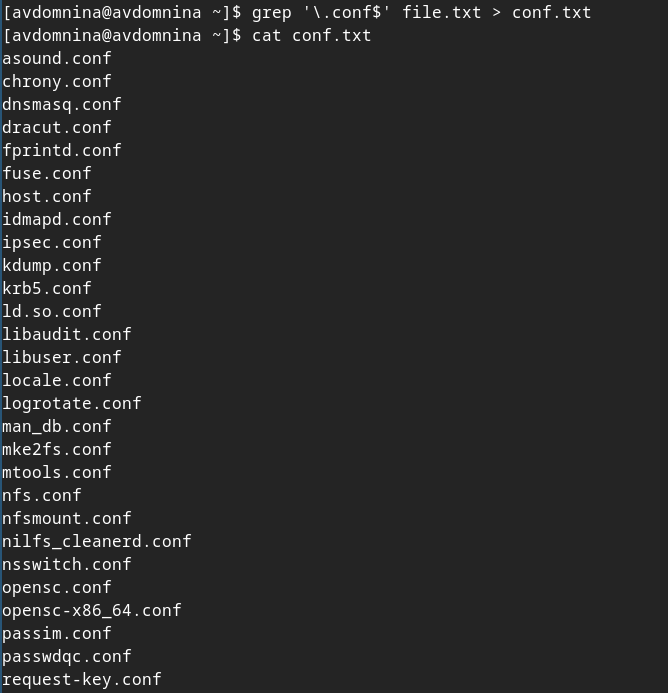 [avdomnina@avdomnina ~]$ grep '\.conf$' file.txt > conf.txt
[avdomnina@avdomnina ~]$ cat conf.txt
asound.conf
chrony.conf
dnsmasq.conf
dracut.conf
fprintd.conf
fuse.conf
host.conf
idmapd.conf
ipsec.conf
kdump.conf
krb5.conf
ld.so.conf
libaudit.conf
libuser.conf
locale.conf
logrotate.conf
man_db.conf
mke2fs.conf
mtools.conf
nfs.conf
nfsmount.conf
nilfs_cleanerd.conf
nsswitch.conf
opensc.conf
opensc-x86_64.conf
passim.conf
passwdqc.conf
request-key.conf